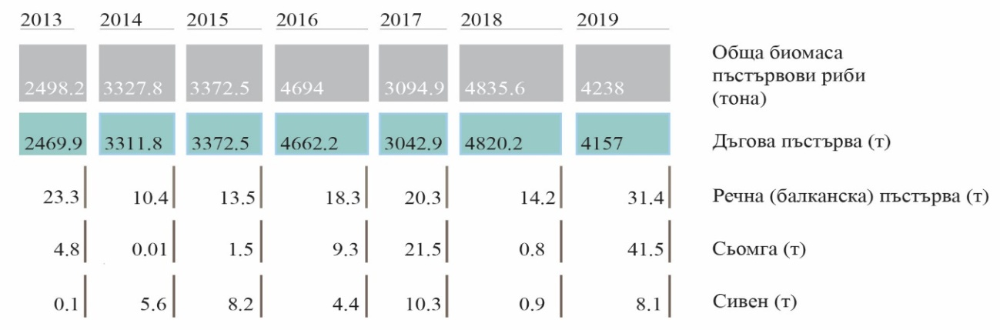 2013 2014 2015 2016 2017 2018 2019
2498.2 3327.8 3372.5 4694 3094.9 4835.6 4238
Обща биомаса
пъстървови риби
(тона)
2469.9 3311.8 3372.5 4662.2 3042.9 4820.2 4157 Дъгова пъстърва (т)
23.3 10.4 13.5 18.3 20.3 14.2 31.4 Речна (балканска) пъстърва (т)
4.8 0.01 1.5 9.3 21.5 0.8 41.5 Сьомга (т)
0.1 5.6 8.2 4.4 10.3 0.9 8.1 Сивен (т)